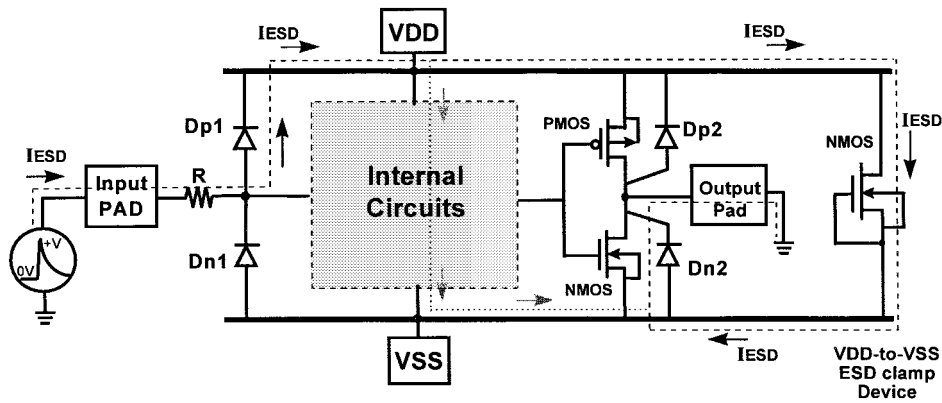 IESD
VDD
IESD
Dp1
PMOS
Dp2
NMOS
IESD
IESD
Input
PAD
R
Internal
Circuits
Output
Pad
+V
0V
Dn1
NMOS
Dn2
VSS
IESD
VDD-to-VSS
ESD clamp
Device